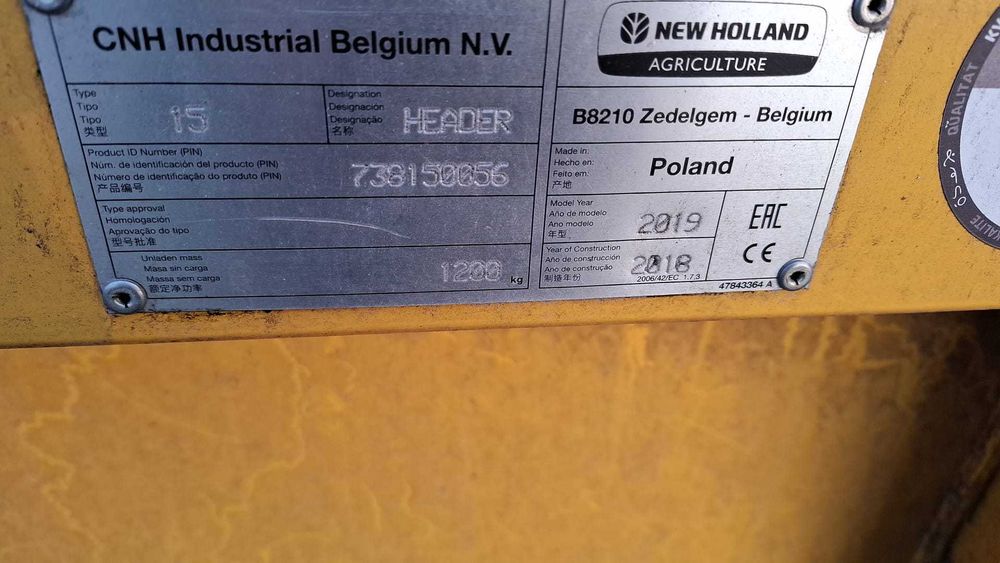 CNH Industrial Belgium N.V.
NEW HOLLAND
AGRICULTURE
Type
Tipo
Tipo
类型
15
Designation
Designación
Designação
名称
HEADER
B8210 Zedelgem - Belgium
Product ID Number (PIN)
Núm. de identificación del producto (PIN)
Número de identificação do produto (PIN)
产品编号
738150056
Made in:
Hecho en:
Feito em:
产地
Poland
Type approval
Homologación
Aprovação do tipo
型号批准
Model Year
Año de modelo
Ano modelo
年型
2019
EAC
CE
Unladen mass
Masa sin carga
Massa sem carga
额定净功率
1200 kg
Year of Construction
Año de construcción
Ano de construção
制造年份
2018
2006/42/EC 1.7.3
47843364 A
QUALITAT